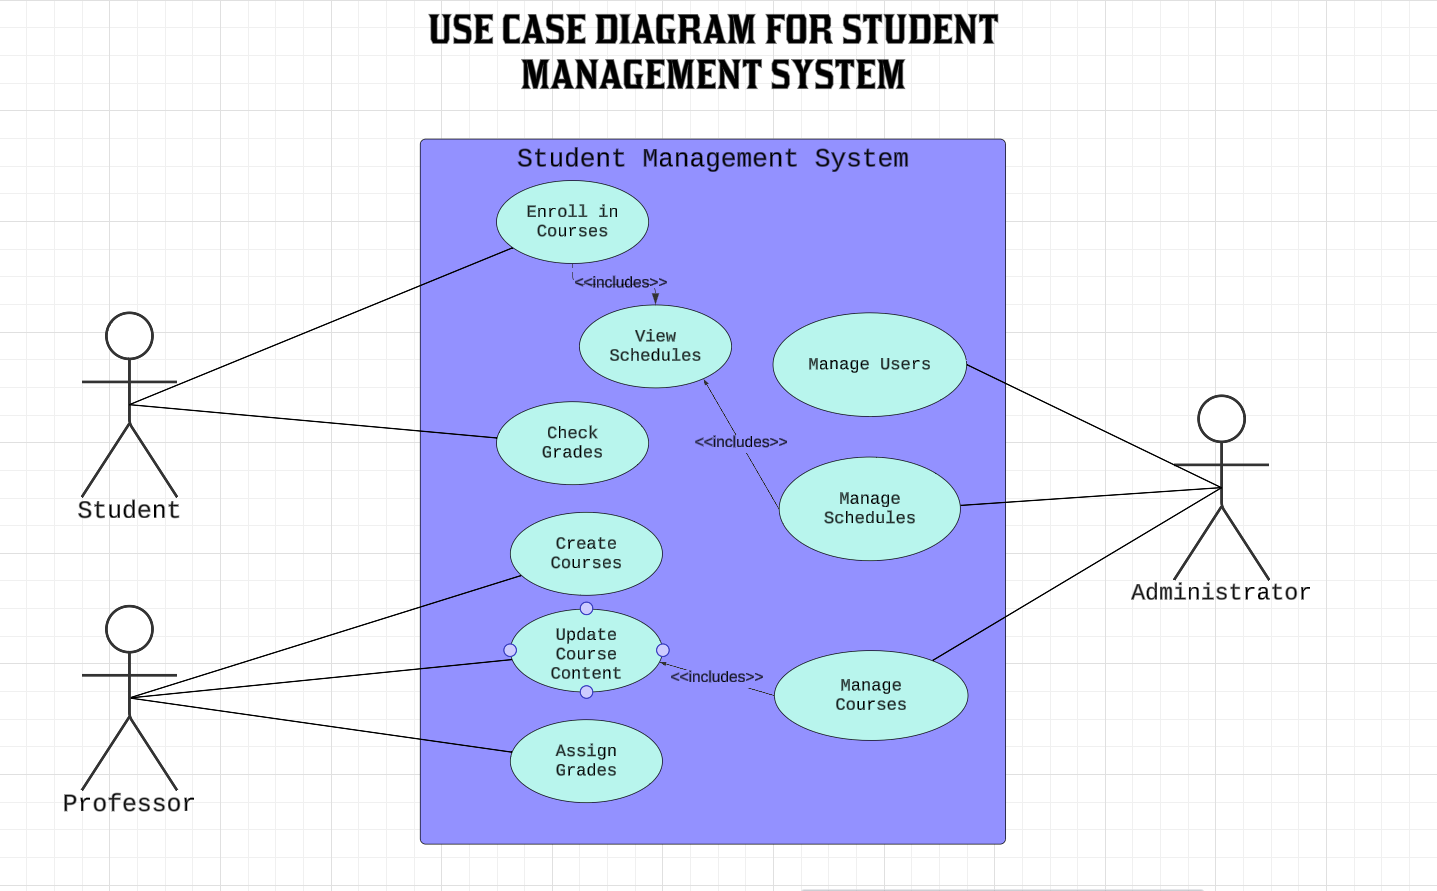 USE CASE DIAGRAM FOR STUDENT
MANAGEMENT SYSTEM
Student Management System
Enroll in
Courses
<<includes>>
View
Schedules
Manage Users
Check
Grades
<<includes>>
Manage
Schedules
Student
Create
Courses
Administrator
Update
Course
Content
<<includes>>
Manage
Courses
Assign
Grades
Professor